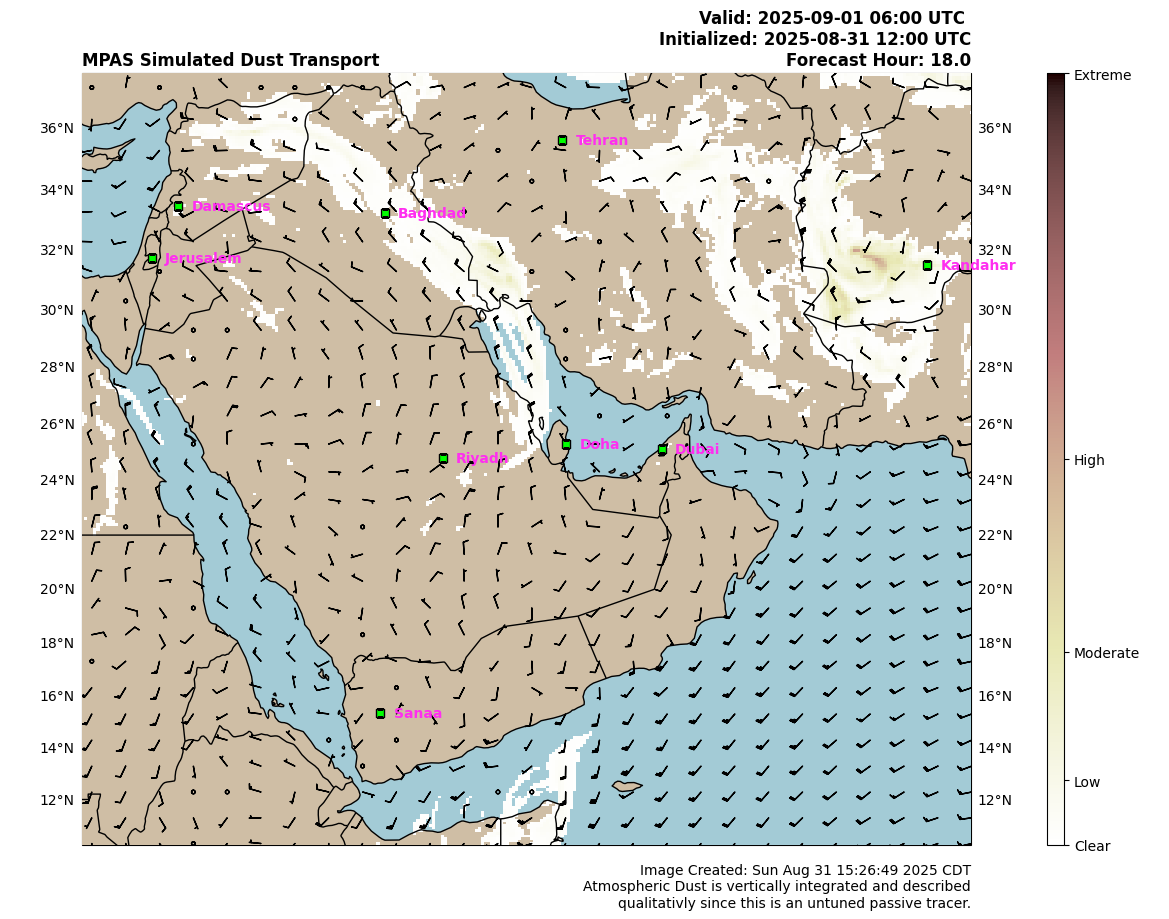 Valid: 2025-09-01 06:00 UTC
Initialized: 2025-08-31 12:00 UTC
MPAS Simulated Dust Transport Forecast Hour: 18.0
Extreme
36°N Tehran 36°N
34°N Damascus Baghdad 34°N
32°N Jerusalem 32°N Kandahar
30°N 30°N
28°N 28°N
26°N Doha Dubai 26°N
High
24°N Riyadh 24°N
22°N 22°N
20°N 20°N
18°N 18°N
Moderate
16°N Sanaa 16°N
14°N 14°N
12°N 12°N
Low
Clear
Image Created: Sun Aug 31 15:26:49 2025 CDT
Atmospheric Dust is vertically integrated and described
qualitativly since this is an untuned passive tracer.